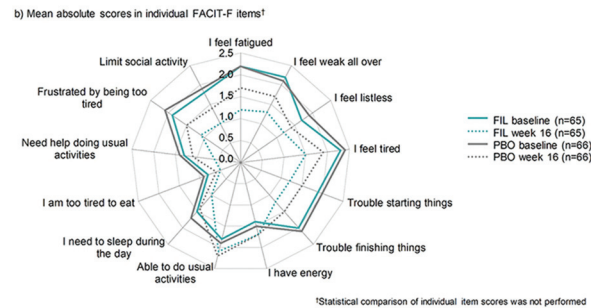 b) Mean absolute scores in individual FACIT-F items†
I feel fatigued
Limit social activity
2.5
I feel weak all over
2.0
Frustrated by being too
tired
1.5
I feel listless
1.0
0.5
Need help doing usual
activities
0.0
I feel tired
FIL baseline (n=65)
FIL week 16 (n=65)
PBO baseline (n=66)
PBO week 16 (n=66)
I am too tired to eat
Trouble starting things
I need to sleep during
the day
Trouble finishing things
Able to do usual
activities
I have energy
†Statistical comparison of individual item scores was not performed